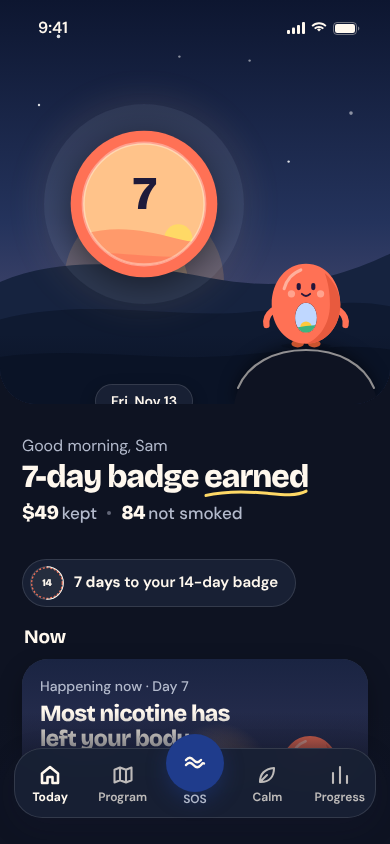 9:41
7
Fri, Nov 13
Good morning, Sam
7-day badge earned
$49 kept • 84 not smoked
14 7 days to your 14-day badge
Now
Happening now · Day 7
Most nicotine has
left your body
Today Program SOS Calm Progress